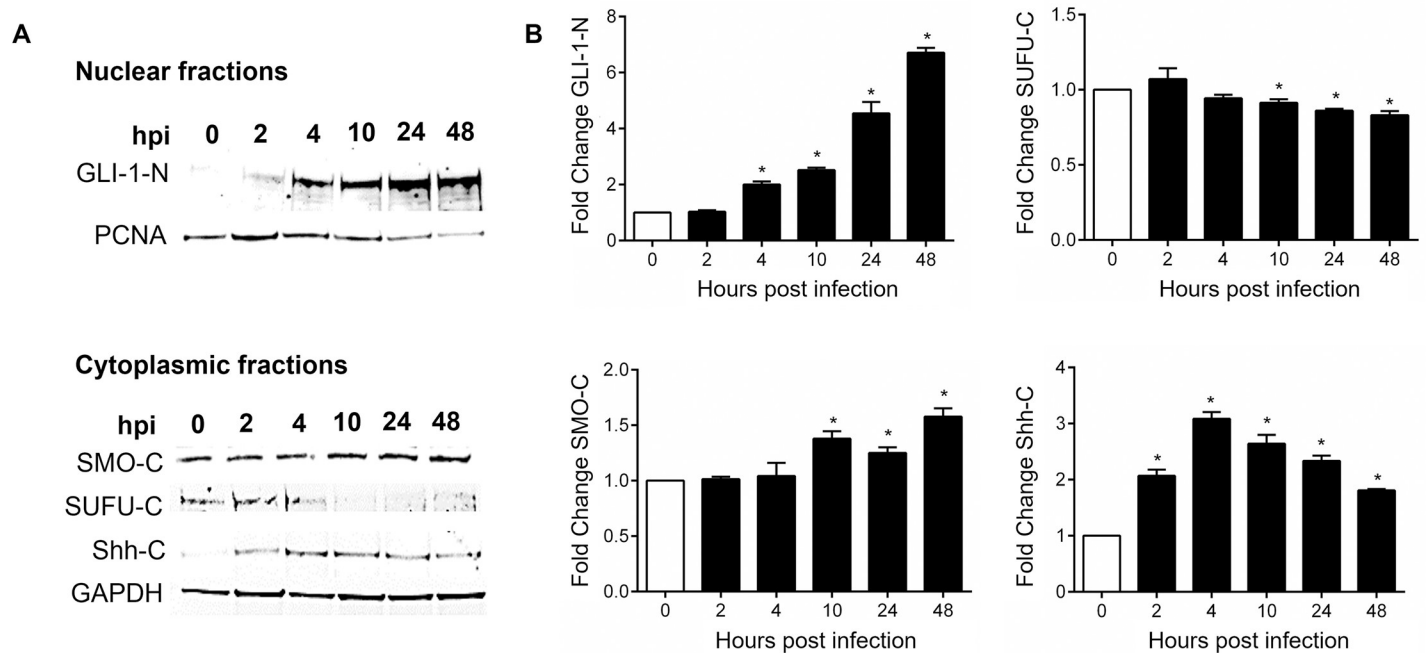 A
Nuclear fractions
hpi 0 2 4 10 24 48
GLI-1-N
PCNA
Cytoplasmic fractions
hpi 0 2 4 10 24 48
SMO-C
SUFU-C
Shh-C
GAPDH
B
Fold Change GLI-1-N
8
6
4
2
0
* * * *
0 2 4 10 24 48
Hours post infection
Fold Change SUFU-C
1.5
1.0
0.5
0.0
* * *
0 2 4 10 24 48
Hours post infection
Fold Change SMO-C
2.0
1.5
1.0
0.5
0.0
* * *
0 2 4 10 24 48
Hours post infection
Fold Change Shh-C
4
3
2
1
0
* * * * *
0 2 4 10 24 48
Hours post infection